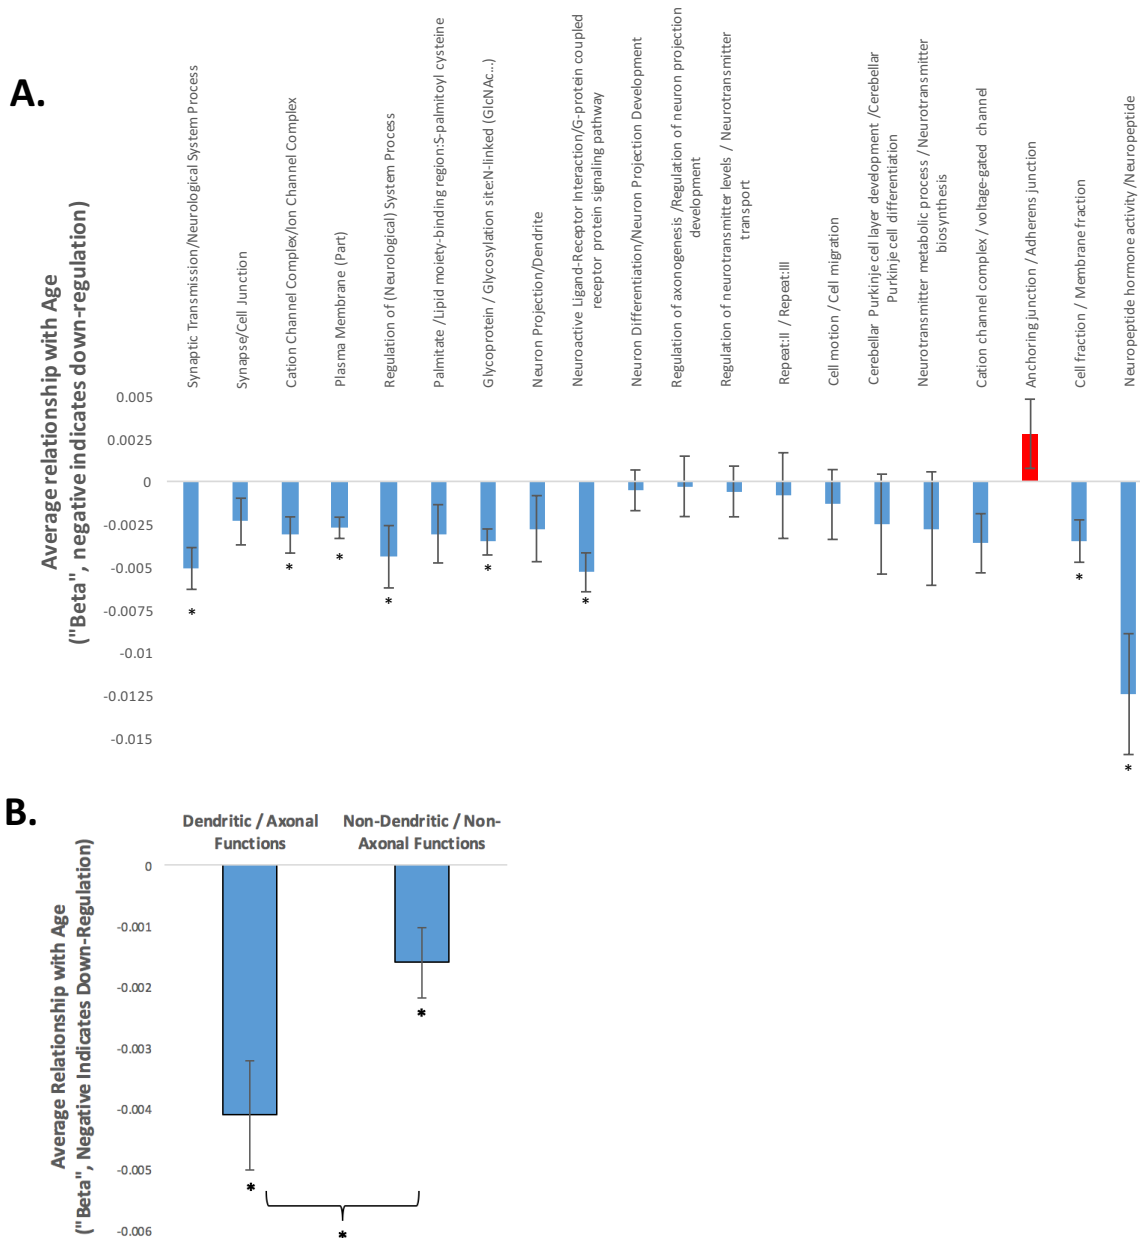 A.
Synaptic Transmission/Neurological System Process
Synapse/Cell Junction
Cation Channel Complex/Ion Channel Complex
Plasma Membrane (Part)
Regulation of (Neurological) System Process
Palmitate /Lipid moiety-binding region:S-palmitoyl cysteine
Glycoprotein / Glycosylation site:N-linked (GlcNAc...)
Neuron Projection/Dendrite
Neuroactive Ligand-Receptor Interaction/G-protein coupled
receptor protein signaling pathway
Neuron Differentiation/Neuron Projection Development
Regulation of axonogenesis /Regulation of neuron projection
development
Regulation of neurotransmitter levels / Neurotransmitter
transport
Repeat:II / Repeat:III
Cell motion / Cell migration
Cerebellar Purkinje cell layer development /Cerebellar
Purkinje cell differentiation
Neurotransmitter metabolic process / Neurotransmitter
biosynthesis
Cation channel complex / voltage-gated channel
Anchoring junction / Adherens junction
Cell fraction / Membrane fraction
Neuropeptide hormone activity /Neuropeptide
Average relationship with Age
("Beta", negative indicates down-regulation)
0.005
0.0025
0
-0.0025
-0.005
-0.0075
-0.01
-0.0125
-0.015
*
*
*
*
*
*
*
*
B.
Dendritic / Axonal
Functions
Non-Dendritic / Non-
Axonal Functions
Average Relationship with Age
("Beta", Negative Indicates Down-Regulation)
0
-0.001
-0.002
-0.003
-0.004
-0.005
-0.006
*
*
*